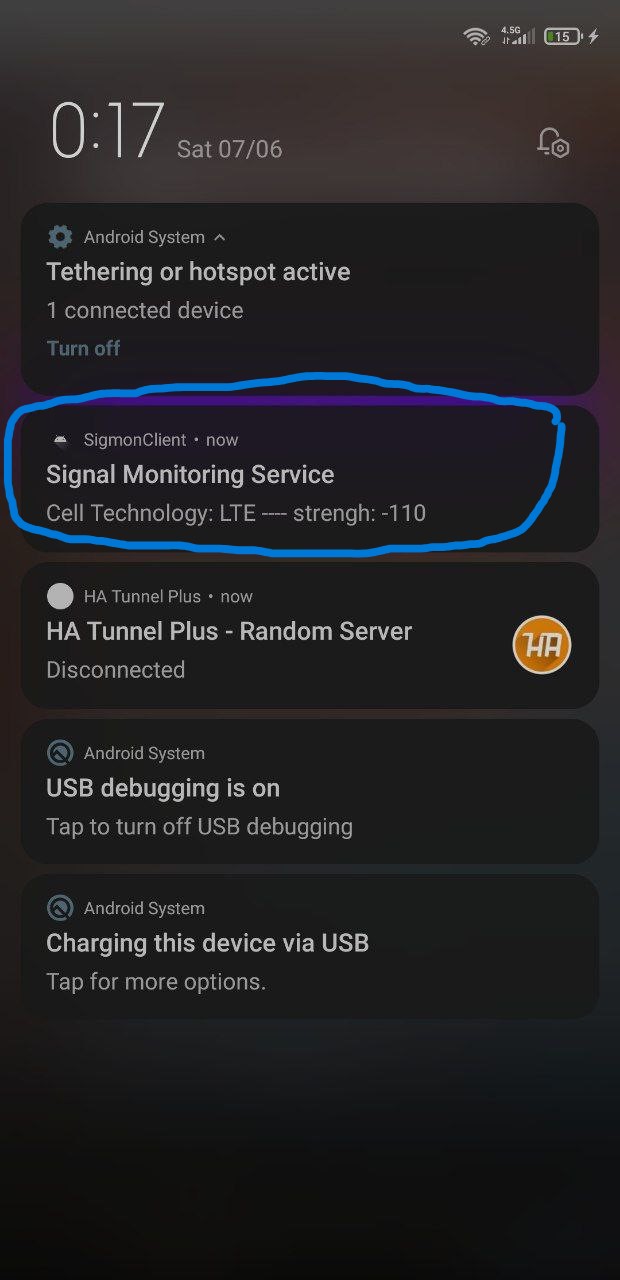 4.5G
15
0:17 Sat 07/06
Android System
Tethering or hotspot active
1 connected device
Turn off
SigmonClient • now
Signal Monitoring Service
Cell Technology: LTE ---- strengh: -110
HA Tunnel Plus • now
HA Tunnel Plus - Random Server
HA
Disconnected
Android System
USB debugging is on
Tap to turn off USB debugging
Android System
Charging this device via USB
Tap for more options.